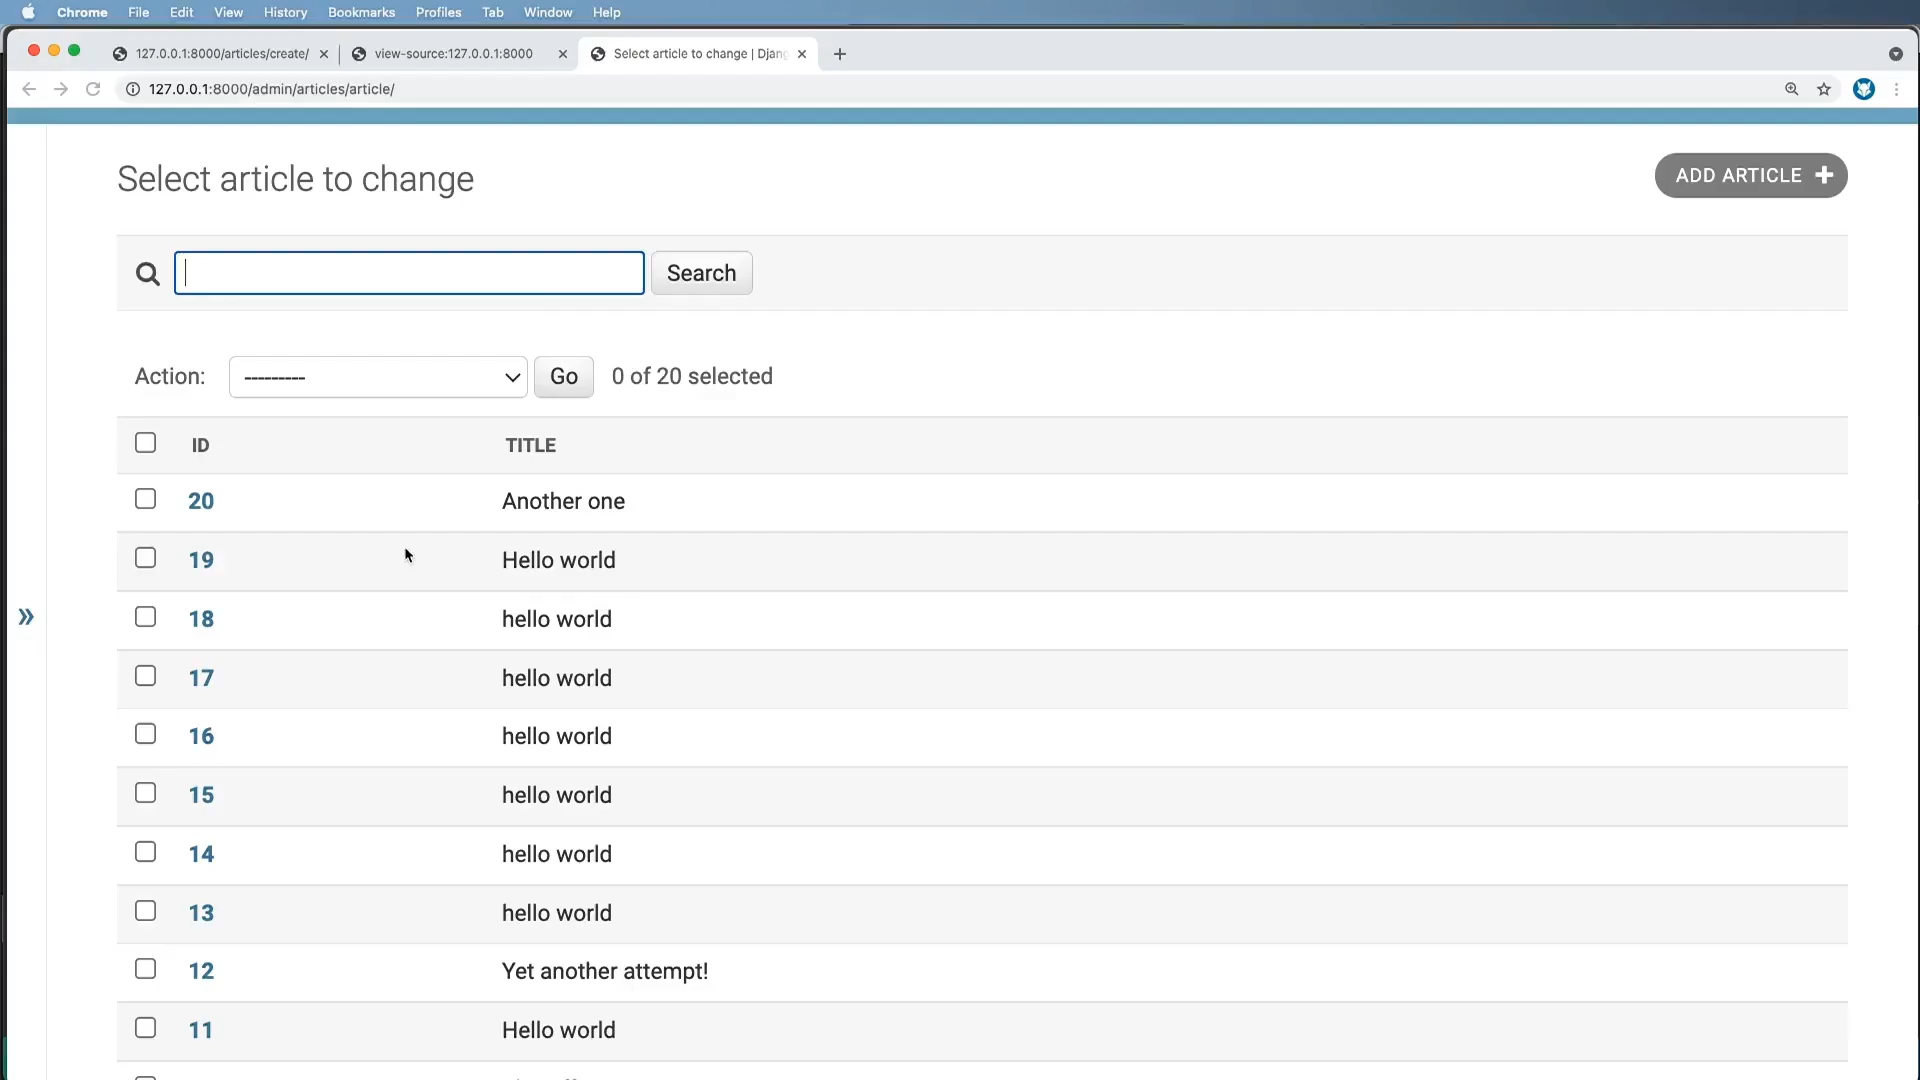 Chrome File Edit View History Bookmarks Profiles Tab Window Help
127.0.0.1:8000/articles/create/ view-source:127.0.0.1:8000 Select article to change | Djang
127.0.0.1:8000/admin/articles/article/
Select article to change
ADD ARTICLE
Search
Action: --------- Go 0 of 20 selected
ID TITLE
20 Another one
19 Hello world
18 hello world
17 hello world
16 hello world
15 hello world
14 hello world
13 hello world
12 Yet another attempt!
11 Hello world